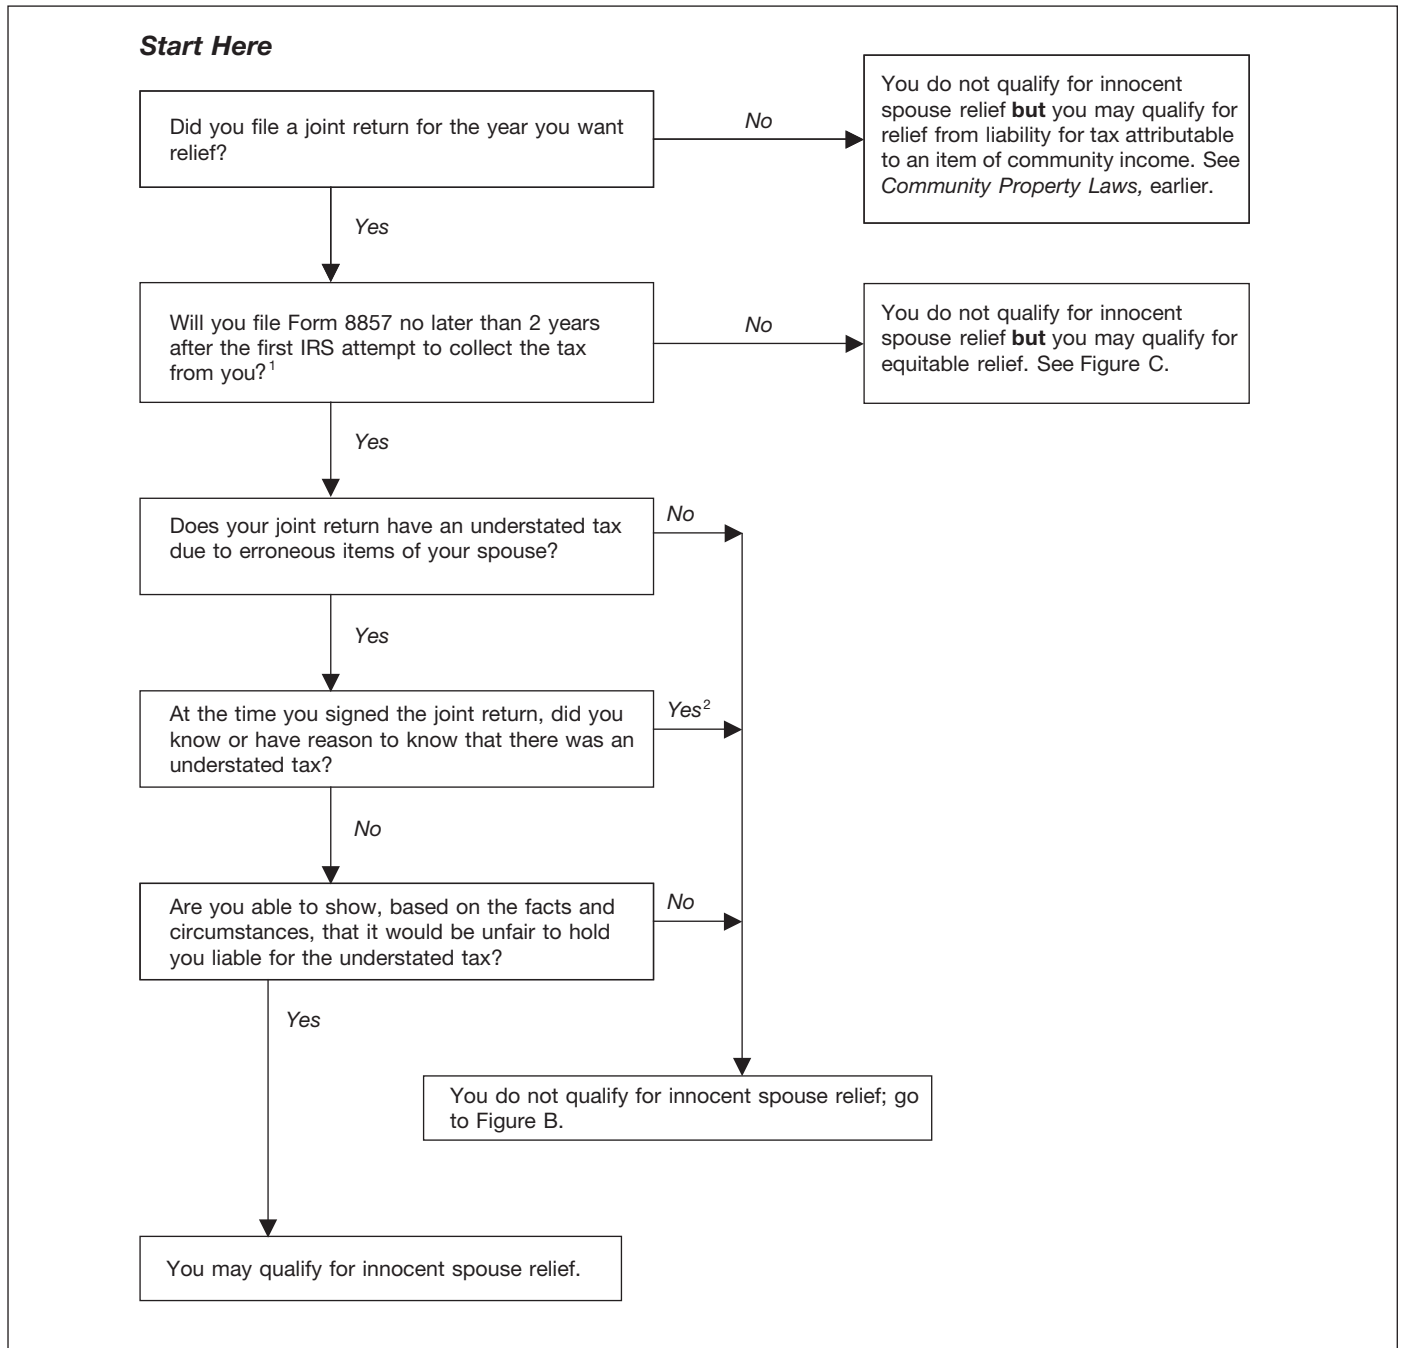 Start Here
Did you file a joint return for the year you want
relief?
No
You do not qualify for innocent
spouse relief but you may qualify for
relief from liability for tax attributable
to an item of community income. See
Community Property Laws, earlier.
Yes
Will you file Form 8857 no later than 2 years
after the first IRS attempt to collect the tax
from you?1
No
You do not qualify for innocent
spouse relief but you may qualify for
equitable relief. See Figure C.
Yes
Does your joint return have an understated tax
due to erroneous items of your spouse?
No
Yes
At the time you signed the joint return, did you
know or have reason to know that there was an
understated tax?
Yes2
No
Are you able to show, based on the facts and
circumstances, that it would be unfair to hold
you liable for the understated tax?
No
Yes
You do not qualify for innocent spouse relief; go
to Figure B.
You may qualify for innocent spouse relief.